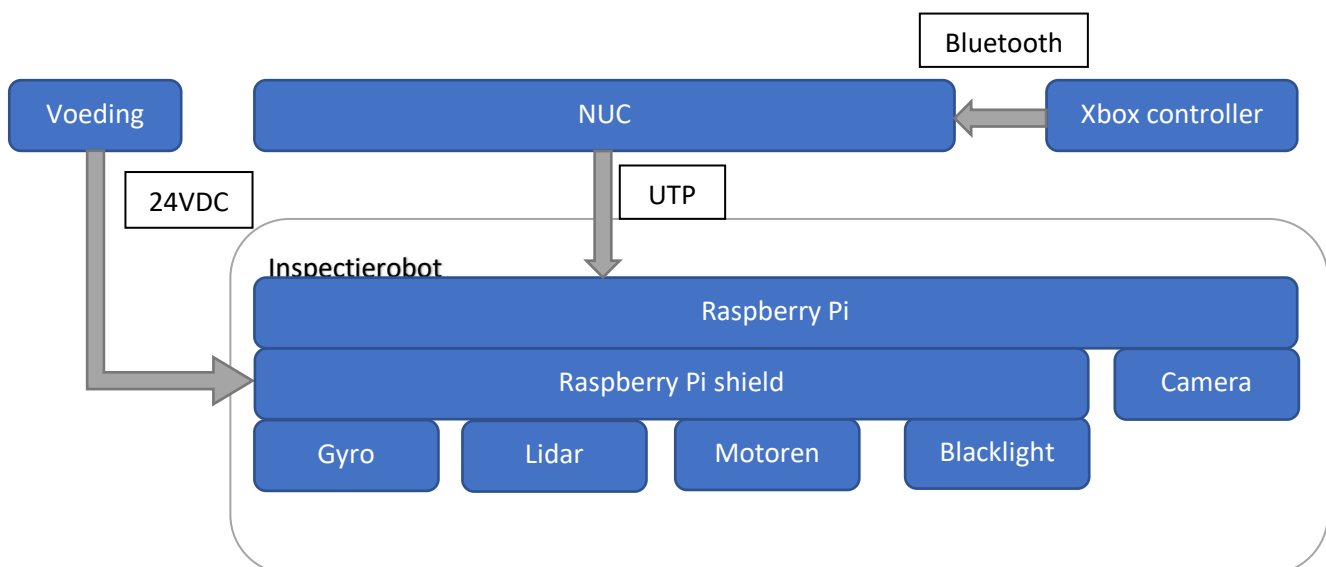 Bluetooth
Voeding
NUC
Xbox controller
24VDC
UTP
Inspectierobot
Raspberry Pi
Raspberry Pi shield
Camera
Gyro
Lidar
Motoren
Blacklight